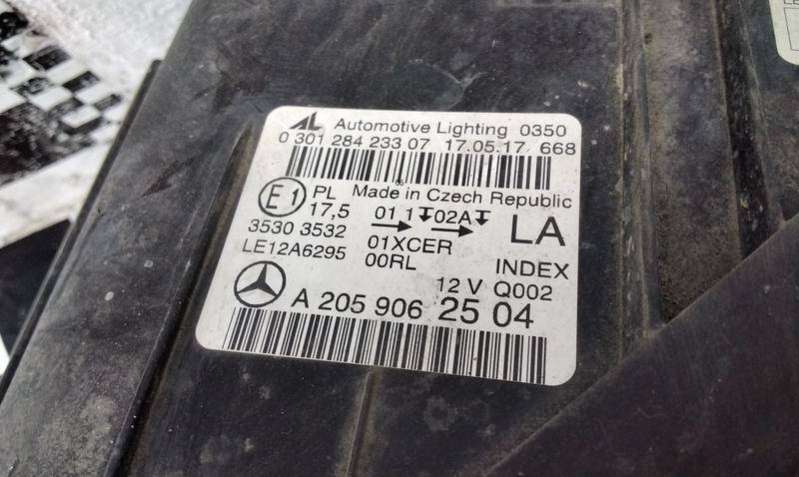 AL Automotive Lighting 0350
0 301 284 233 07 17.05.17 668
E1 PL Made in Czech Republic
17,5 01 1 02A LA
3530 3532 01XCER
LE12A6295 00RL INDEX
12 V Q002
A 205 906 25 04